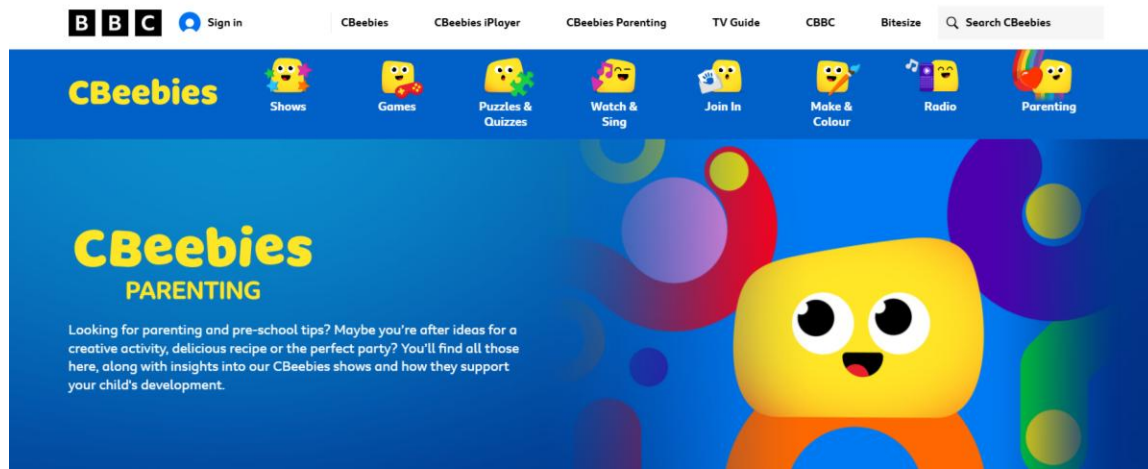 BBC Sign in CBeebies CBeebies iPlayer CBeebies Parenting TV Guide CBBC Bitesize Search CBeebies
CBeebies
Shows
Games
Puzzles &
Quizzes
Watch &
Sing
Join In
Make &
Colour
Radio
Parenting
CBeebies
PARENTING
Looking for parenting and pre-school tips? Maybe you're after ideas for a
creative activity, delicious recipe or the perfect party? You'll find all those
here, along with insights into our CBeebies shows and how they support
your child's development.